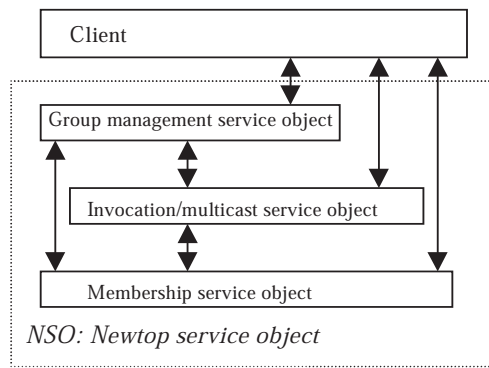 Client
Group management service object
Invocation/multicast service object
Membership service object
NSO: Newtop service object